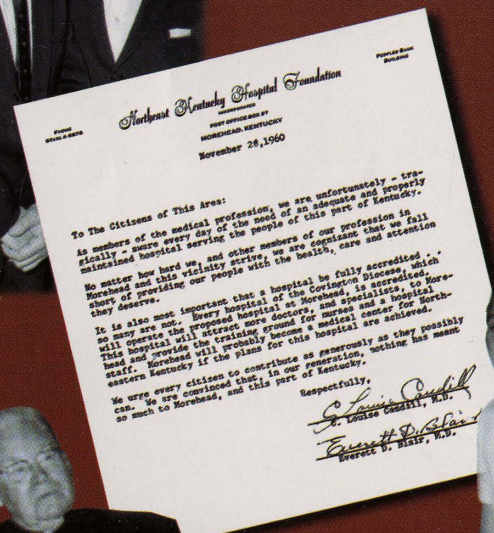 Northeast Kentucky Hospital Foundation
INCORPORATED
PHONE
POST OFFICE BOX 57
PEOPLES BANK
BUILDING
MOREHEAD, KENTUCKY
November 28, 1960
To The Citizens of This Area:
As members of the medical profession, we are unfortunately - tra-
gically - aware every day of the need of an adequate and properly
maintained hospital serving the people of this part of Kentucky.
No matter how hard we, and other members of our profession in
Morehead and this vicinity strive, we are cognizant that we fall
short of providing our people with the health, care and attention
they deserve.
It is also most important that a hospital be fully accredited . .
so many are not. Every hospital of the Covington Diocese, which
will operate the proposed hospital at Morehead, is accredited.
This hospital will attract more doctors, and specialists, to More-
head and provide the training ground for nurses and a hospital
staff. Morehead will probably become a medical center for North-
eastern Kentucky if the plans for this hospital are achieved.
We urge every citizen to contribute as generously as they possibly
can. We are convinced that, in our generation, nothing has meant
so much to Morehead, and this part of Kentucky.
Respectfully,
C. Louise Caudill
C. Louise Caudill, M.D.
Everett D. Blair
Everett D. Blair, M.D.